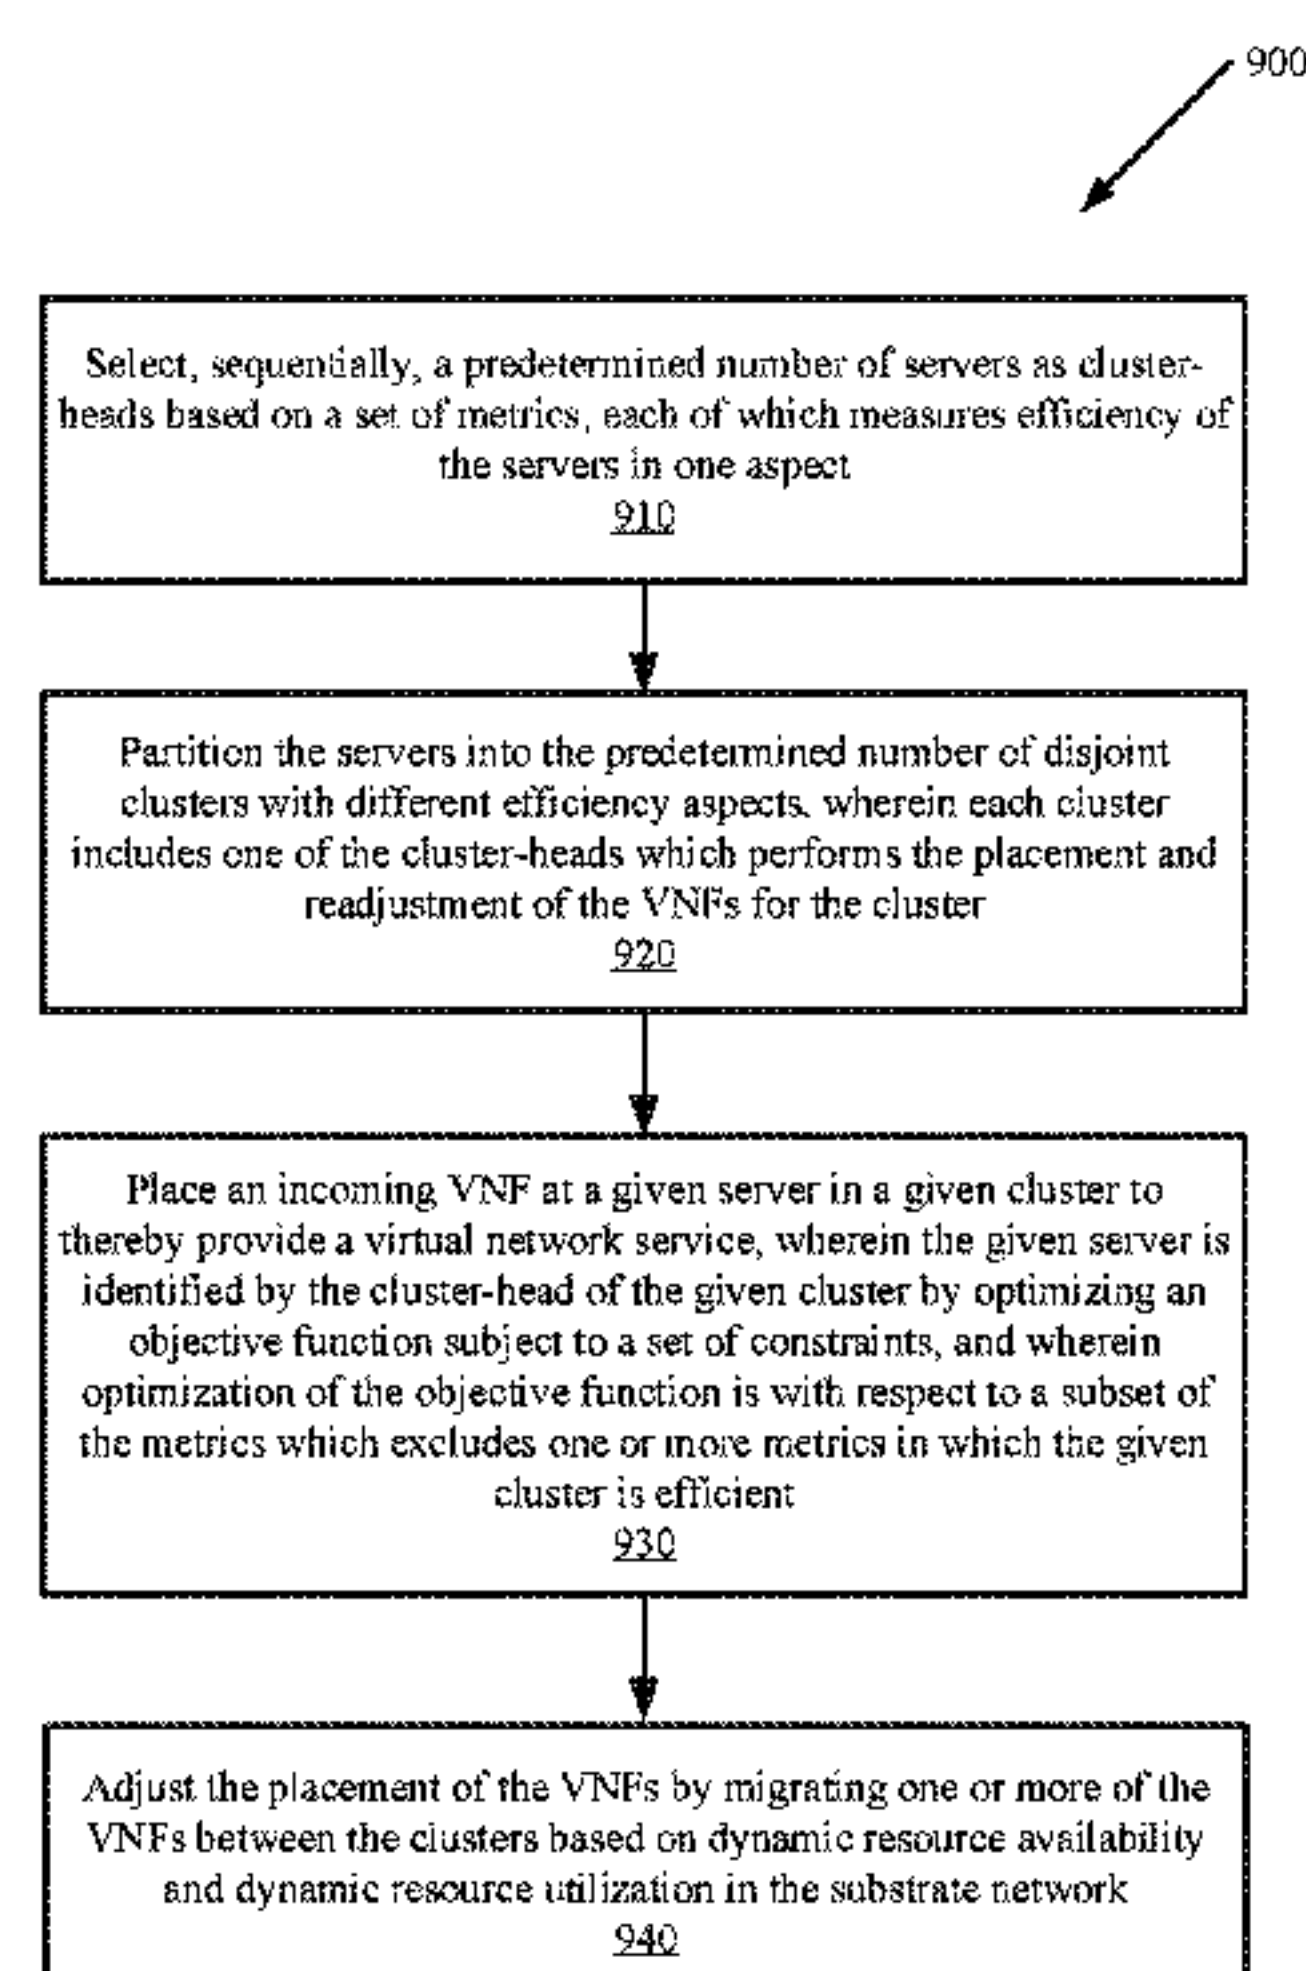 900
Select, sequentially, a predetermined number of servers as cluster-
heads based on a set of metrics, each of which measures efficiency of
the servers in one aspect
910
Partition the servers into the predetermined number of disjoint
clusters with different efficiency aspects, wherein each cluster
includes one of the cluster-heads which performs the placement and
readjustment of the VNFs for the cluster
920
Place an incoming VNF at a given server in a given cluster to
thereby provide a virtual network service, wherein the given server is
identified by the cluster-head of the given cluster by optimizing an
objective function subject to a set of constraints, and wherein
optimization of the objective function is with respect to a subset of
the metrics which excludes one or more metrics in which the given
cluster is efficient
930
Adjust the placement of the VNFs by migrating one or more of the
VNFs between the clusters based on dynamic resource availability
and dynamic resource utilization in the substrate network
940